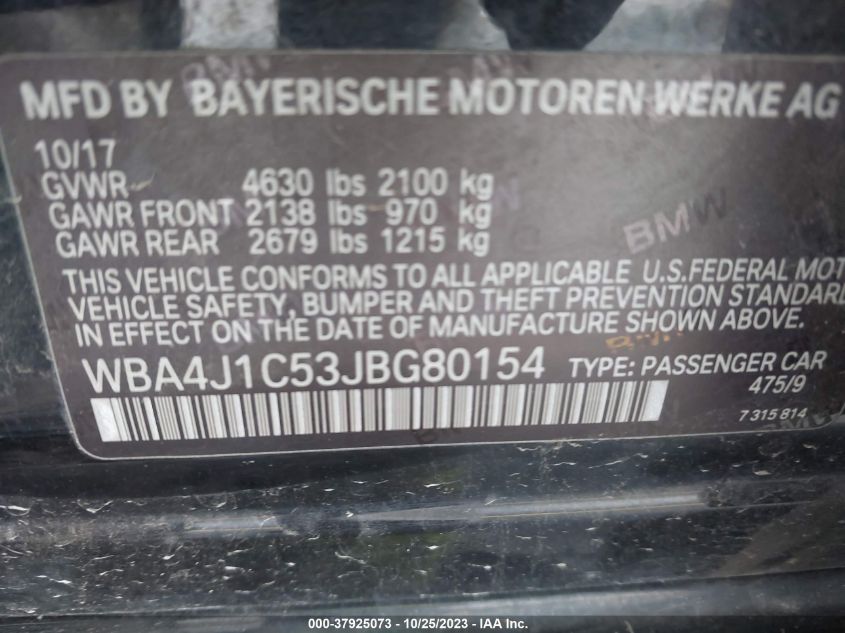 MFD BY BAYERISCHE MOTOREN WERKE AG
10/17
GVWR 4630 lbs 2100 kg
GAWR FRONT 2138 lbs 970 kg
GAWR REAR 2679 lbs 1215 kg
BMW
THIS VEHICLE CONFORMS TO ALL APPLICABLE U.S.FEDERAL MOT
VEHICLE SAFETY, BUMPER AND THEFT PREVENTION STANDARD
IN EFFECT ON THE DATE OF MANUFACTURE SHOWN ABOVE.
WBA4J1C53JBG80154 TYPE: PASSENGER CAR
475/9
7 315 814
000-37925073 - 10/25/2023 - IAA Inc.